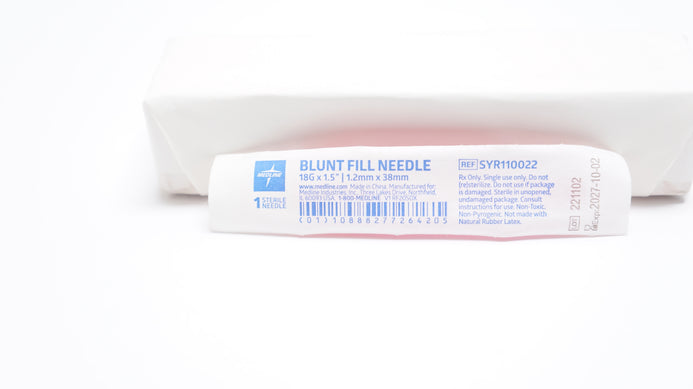 MEDLINE
1 STERILE
NEEDLE
BLUNT FILL NEEDLE
18G x 1.5" | 1.2mm x 38mm
www.medline.com Made in China. Manufactured for:
Medline Industries, Inc. Three Lakes Drive, Northfield,
IL 60093 USA. 1-800-MEDLINE
(01)10888277264205
REF SYR110022
Rx Only. Single use only. Do not
(re)sterilize. Do not use if package
is damaged. Sterile in unopened,
undamaged package. Consult
instructions for use. Non-Toxic.
Non-Pyrogenic. Not made with
Natural Rubber Latex.
LOT 221102
Exp:2027-10-02